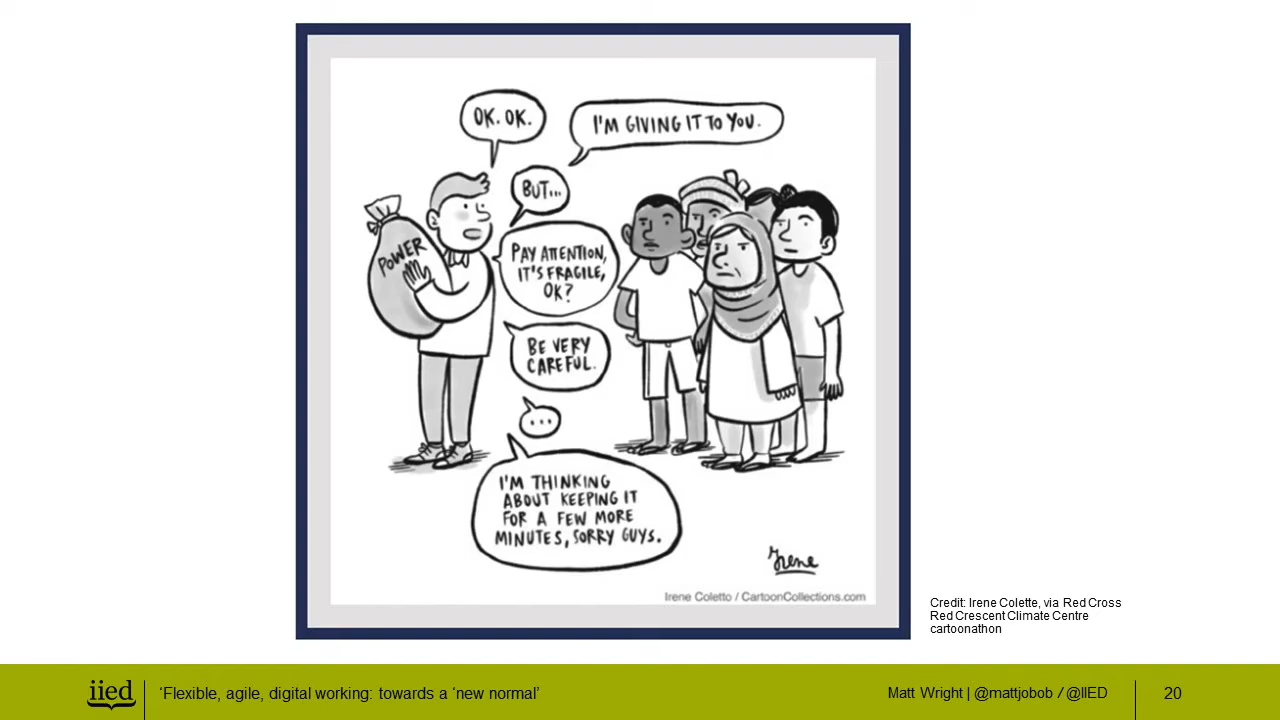 OK. OK.
I'M GIVING IT TO YOU.
BUT...
POWER
PAY ATTENTION,
IT'S FRAGILE,
OK?
BE VERY
CAREFUL.
...
I'M THINKING
ABOUT KEEPING IT
FOR A FEW MORE
MINUTES, SORRY GUYS.
Irene
Irene Coletto / CartoonCollections.com
Credit: Irene Colette, via Red Cross
Red Crescent Climate Centre
cartoonathon
iied
‘Flexible, agile, digital working: towards a ‘new normal’
Matt Wright | @mattjobob / @IIED
20